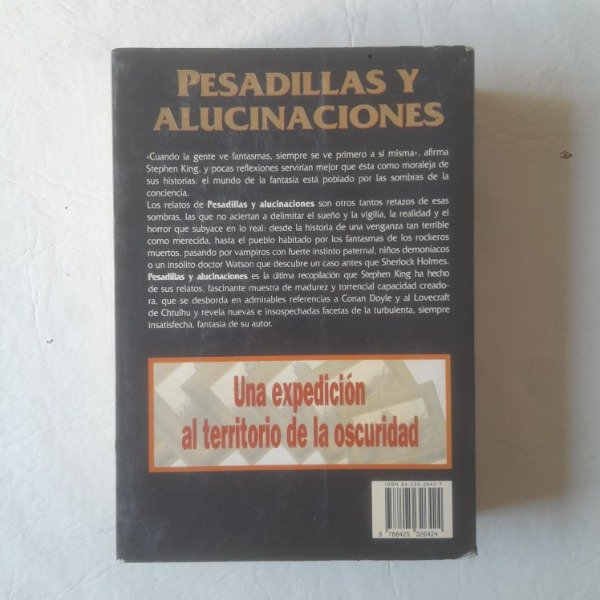 PESADILLAS Y
ALUCINACIONES
«Cuando la gente ve fantasmas, siempre se ve primero a sí misma», afirma
Stephen King, y pocas reflexiones servirían mejor que ésta como moraleja de
sus historias: el mundo de la fantasía está poblado por las sombras de la
conciencia.
Los relatos de Pesadillas y alucinaciones son otros tantos retazos de esas
sombras, las que no aciertan a delimitar el sueño y la vigilia, la realidad y el
horror que subyace en lo real: desde la historia de una venganza tan terrible
como merecida, hasta el pueblo habitado por los fantasmas de los rockeros
muertos, pasando por vampiros con fuerte instinto paternal, niños demoníacos
o un insólito doctor Watson que descubre un caso antes que Sherlock Holmes.
Pesadillas y alucinaciones es la última recopilación que Stephen King ha hecho
de sus relatos, fascinante muestra de madurez y torrencial capacidad creado-
ra, que se desborda en admirables referencias a Conan Doyle y al Lovecraft
de Chtulhu y revela nuevas e insospechadas facetas de la turbulenta, siempre
insatisfecha, fantasía de su autor.
Una expedición
al territorio de la oscuridad
ISBN 84-253-2642-7
9 788425 326424